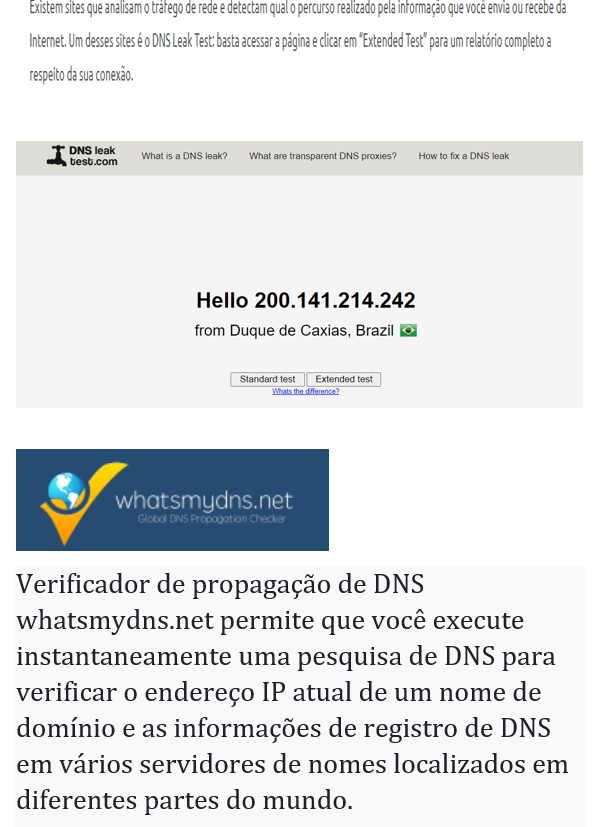 Existem sites que analisam o tráfego de rede e detectam qual o percurso realizado pela informação que você envia ou recebe da
Internet. Um desses sites é o DNS Leak Test: basta acessar a página e clicar em “Extended Test” para um relatório completo a
respeito da sua conexão.
DNS leak
test.com
What is a DNS leak? What are transparent DNS proxies? How to fix a DNS leak
Hello 200.141.214.242
from Duque de Caxias, Brazil
Standard test Extended test
Whats the difference?
whatsmydns.net
Global DNS Propagation Checker
Verificador de propagação de DNS
whatsmydns.net permite que você execute
instantaneamente uma pesquisa de DNS para
verificar o endereço IP atual de um nome de
domínio e as informações de registro de DNS
em vários servidores de nomes localizados em
diferentes partes do mundo.